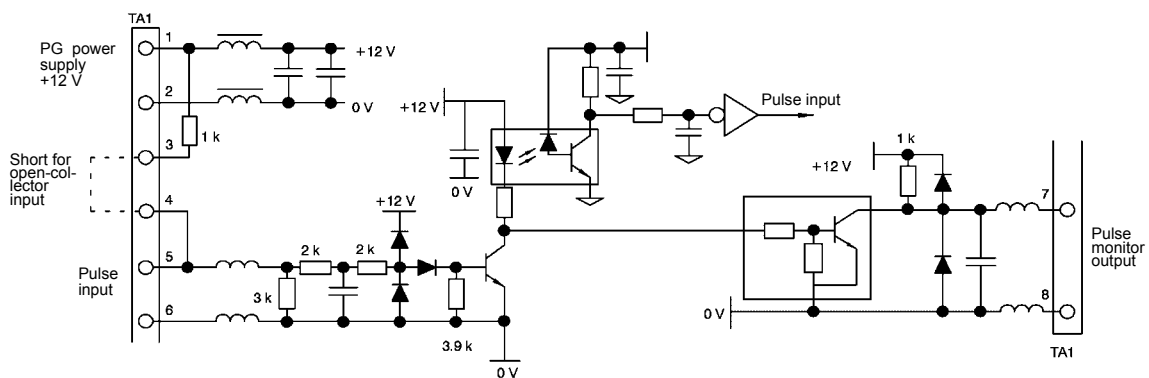 TA1
1
PG power
supply
+12 V
+12 V
2
0 V
1 k
3
Short for
open-col-
lector
input
4
+12 V
5
2 k
2 k
Pulse
input
3 k
6
3.9 k
0 V
+12 V
0 V
Pulse input
1 k
+12 V
7
Pulse
monitor
output
8
0 V
TA1